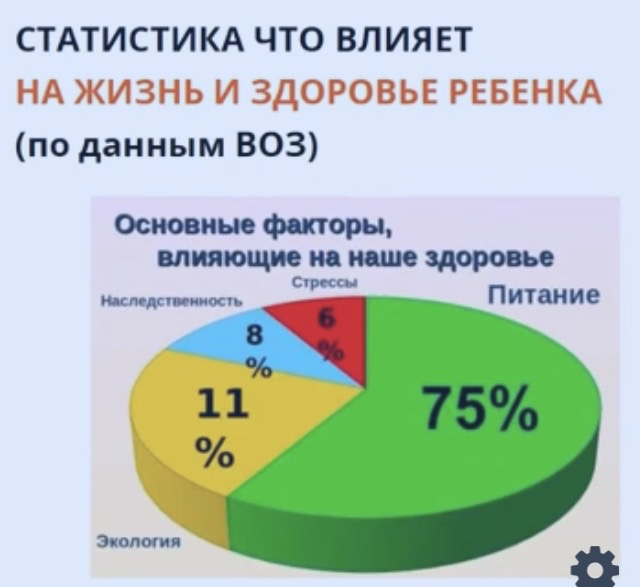 СТАТИСТИКА ЧТО ВЛИЯЕТ
НА ЖИЗНЬ И ЗДОРОВЬЕ РЕБЕНКА
(по данным ВОЗ)
Основные факторы,
влияющие на наше здоровье
Стрессы
Наследственность
Питание
6
%
8
%
75%
11
%
Экология